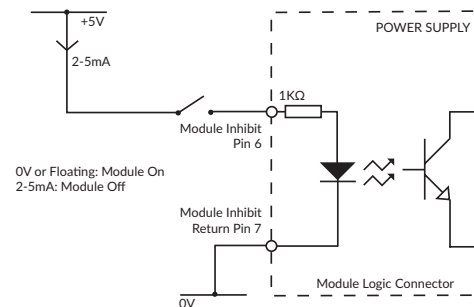 +5V
POWER SUPPLY
2-5mA
1KΩ
Module Inhibit
Pin 6
0V or Floating: Module On
2-5mA: Module Off
Module Inhibit
Return Pin 7
Module Logic Connector
0V